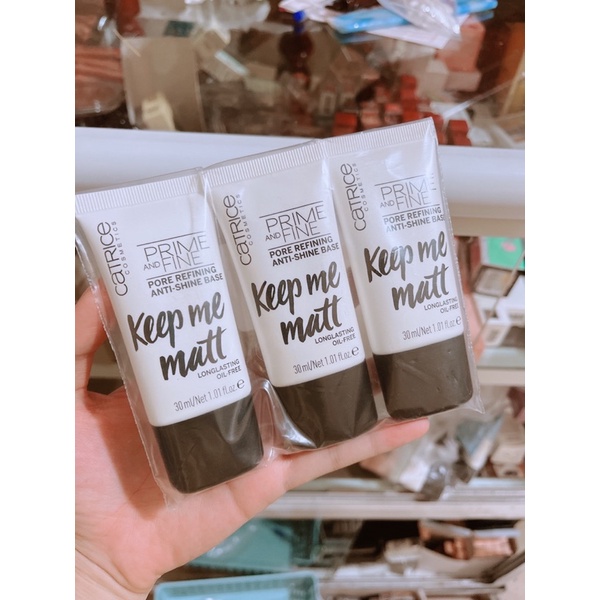 CATRICE
COSMETICS
PRIME
AND FINE
PORE REFINING
ANTI-SHINE BASE
Keep me
matt
LONGLASTING
OIL-FREE
30 ml/Net 1.01 fl.oz ℮
CATRICE
COSMETICS
PRIME
AND FINE
PORE REFINING
ANTI-SHINE BASE
Keep me
matt
LONGLASTING
OIL-FREE
30 ml/Net 1.01 fl.oz ℮
CATRICE
COSMETICS
PRIME
AND FINE
PORE REFINING
ANTI-SHINE BASE
Keep me
matt
LONGLASTING
OIL-FREE
30 ml/Net 1.01 fl.oz ℮